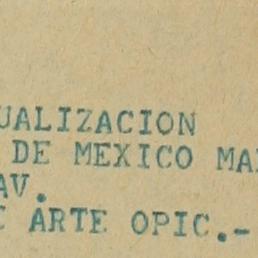 UALIZACION
DE MEXICO MA
AV.
C ARTE OPIC.-